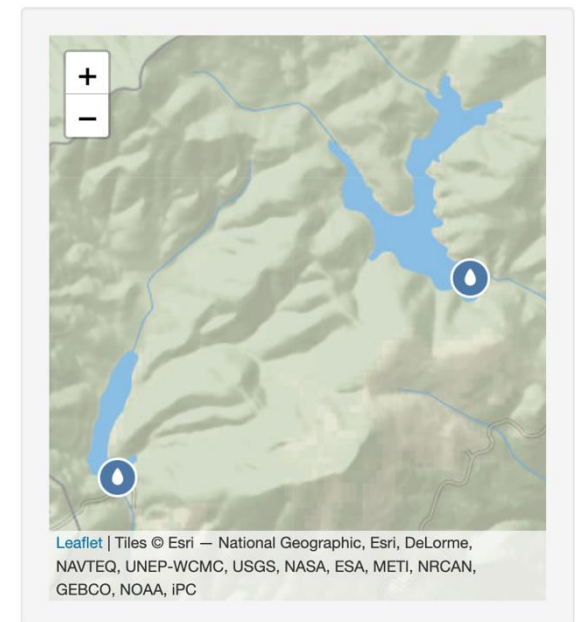 +
−
Leaflet | Tiles © Esri — National Geographic, Esri, DeLorme,
NAVTEQ, UNEP-WCMC, USGS, NASA, ESA, METI, NRCAN,
GEBCO, NOAA, iPC